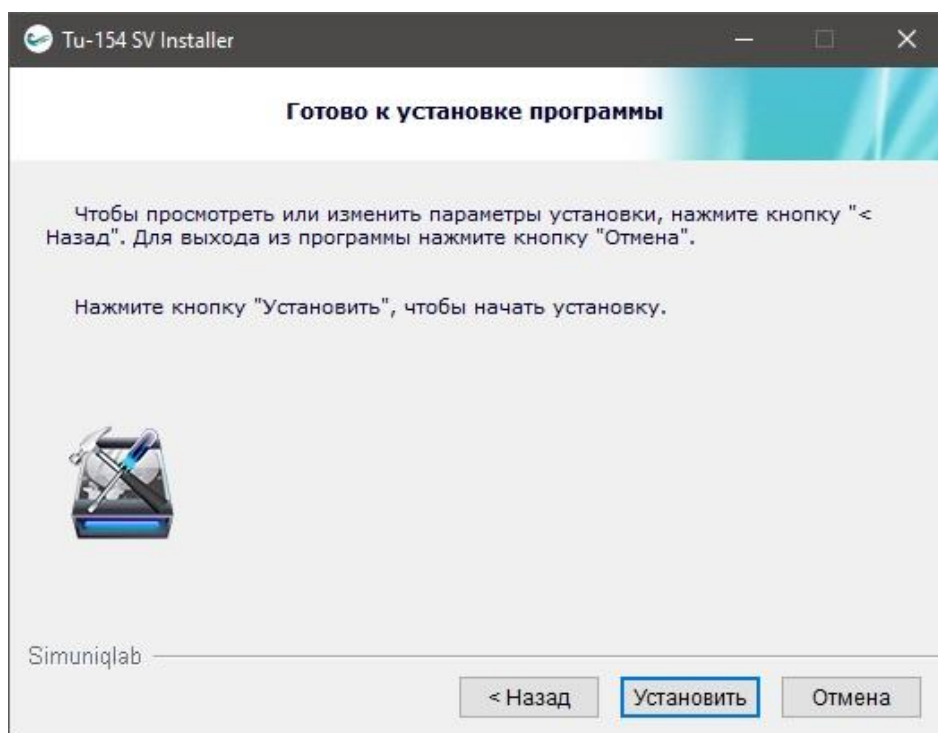 Tu-154 SV Installer
Готово к установке программы
Чтобы просмотреть или изменить параметры установки, нажмите кнопку "<
Назад". Для выхода из программы нажмите кнопку "Отмена".
Нажмите кнопку "Установить", чтобы начать установку.
Simuniqlab
< Назад
Установить
Отмена